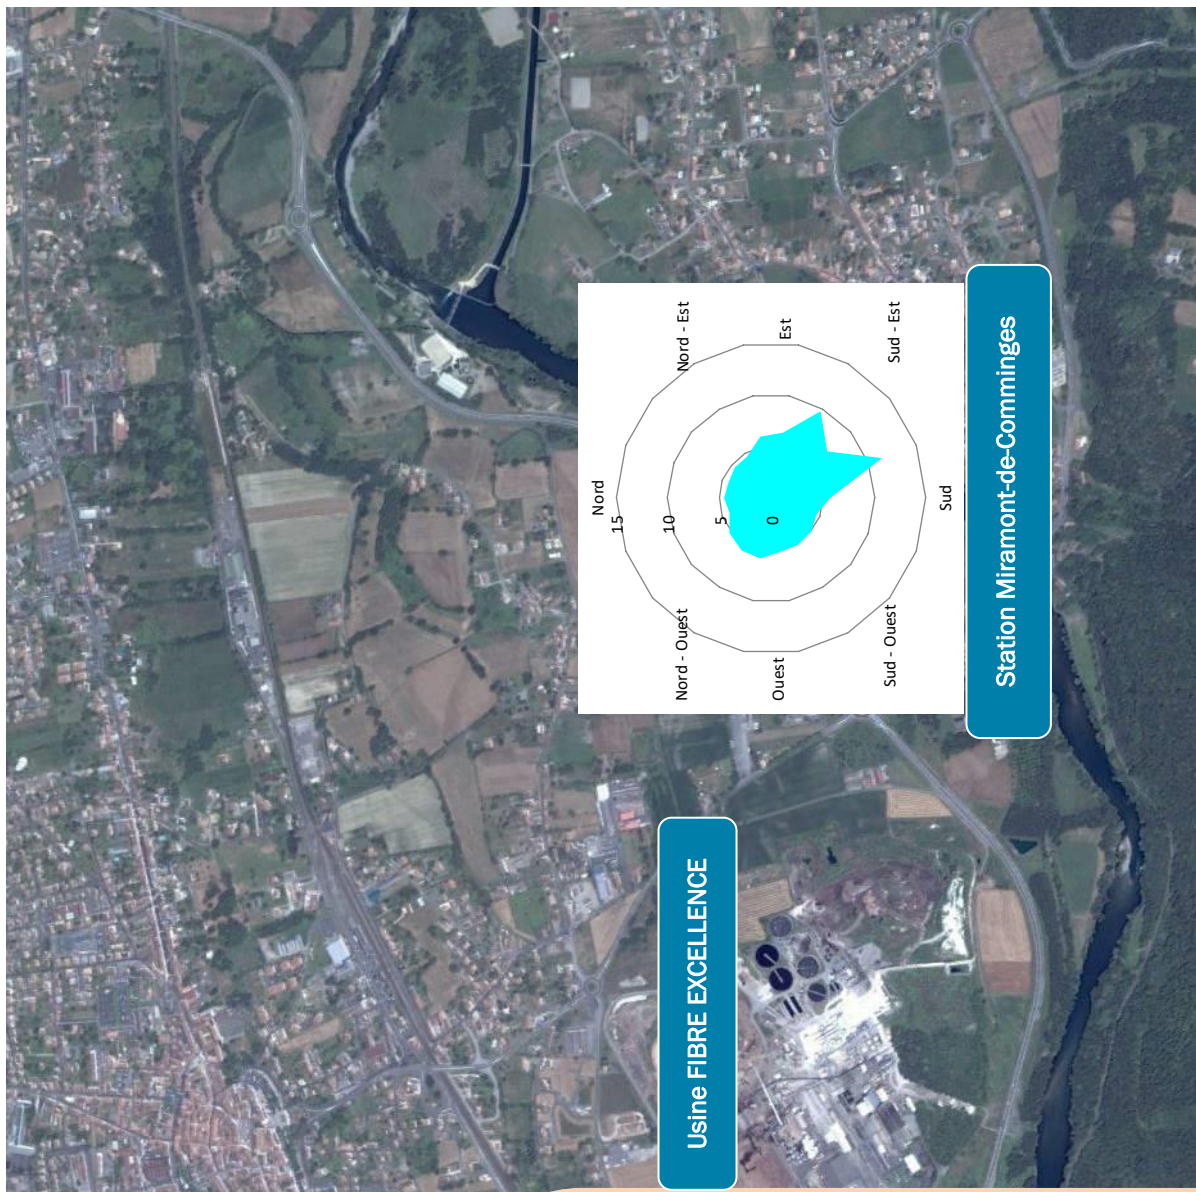 Nord
Nord - Est
Est
Sud - Est
Sud
Sud - Ouest
Ouest
Nord - Ouest
15
10
5
0
Station Miramont-de-Comminges
Usine FIBRE EXCELLENCE